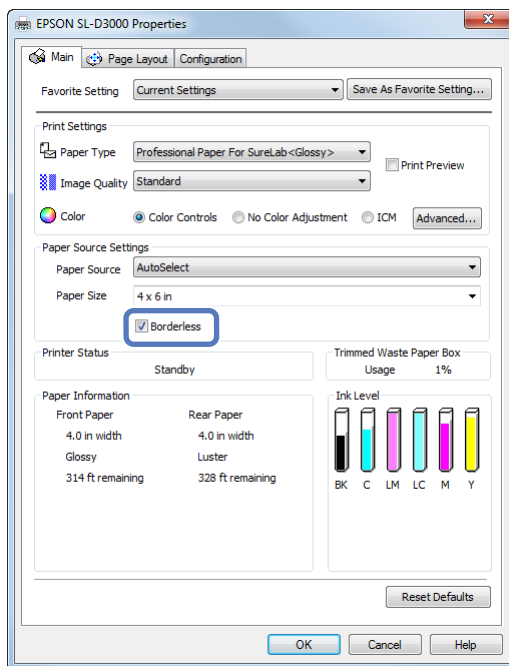 EPSON SL-D3000 Properties
Main Page Layout Configuration
Favorite Setting Current Settings Save As Favorite Setting...
Print Settings
Paper Type Professional Paper For SureLab<Glossy>
Print Preview
Image Quality Standard
Color Color Controls No Color Adjustment ICM Advanced...
Paper Source Settings
Paper Source AutoSelect
Paper Size 4 x 6 in
Borderless
Printer Status
Standby
Trimmed Waste Paper Box
Usage 1%
Paper Information
Front Paper Rear Paper
4.0 in width 4.0 in width
Glossy Luster
314 ft remaining 328 ft remaining
Ink Level
BK C LM LC M Y
Reset Defaults
OK Cancel Help